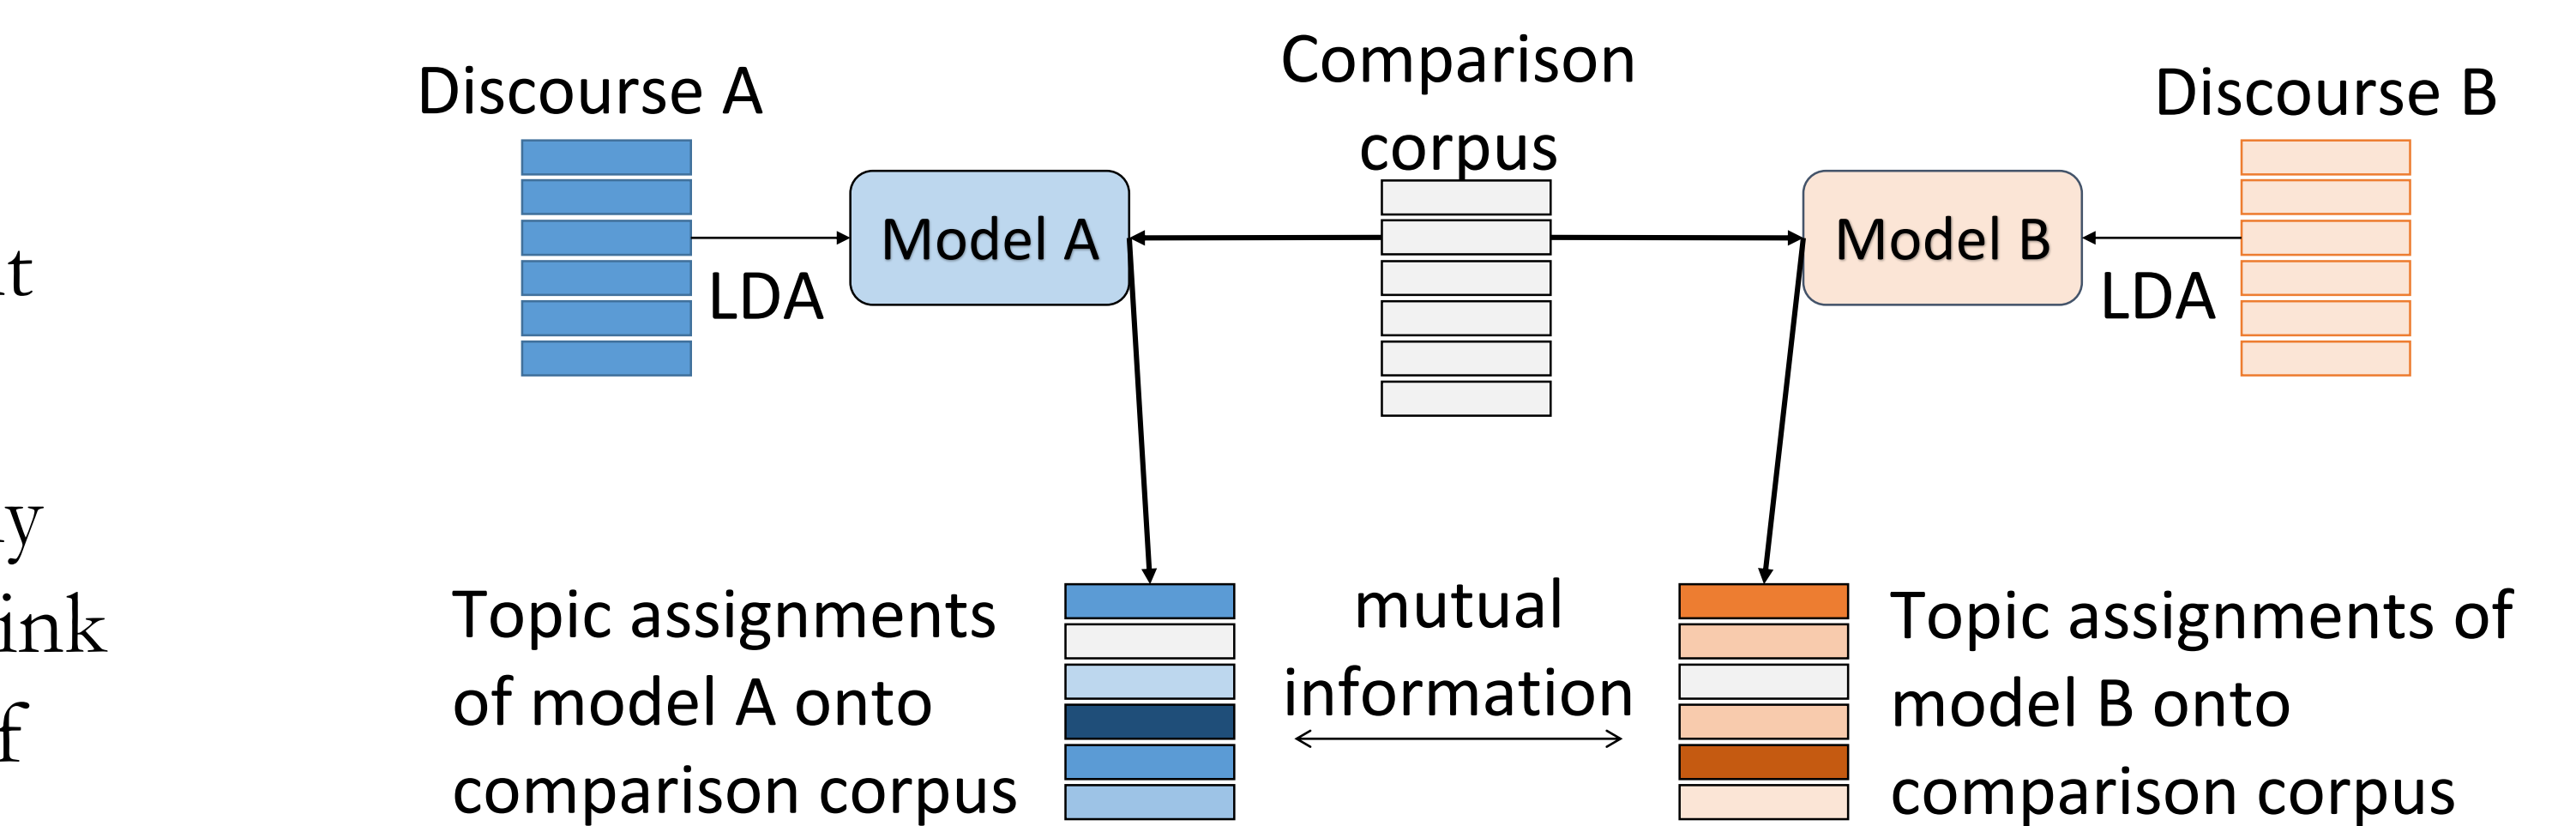 Discourse A
Comparison
corpus
Discourse B
Model A
Model B
LDA
LDA
ink
Topic assignments
of model A onto
comparison corpus
mutual
information
Topic assignments of
model B onto
comparison corpus